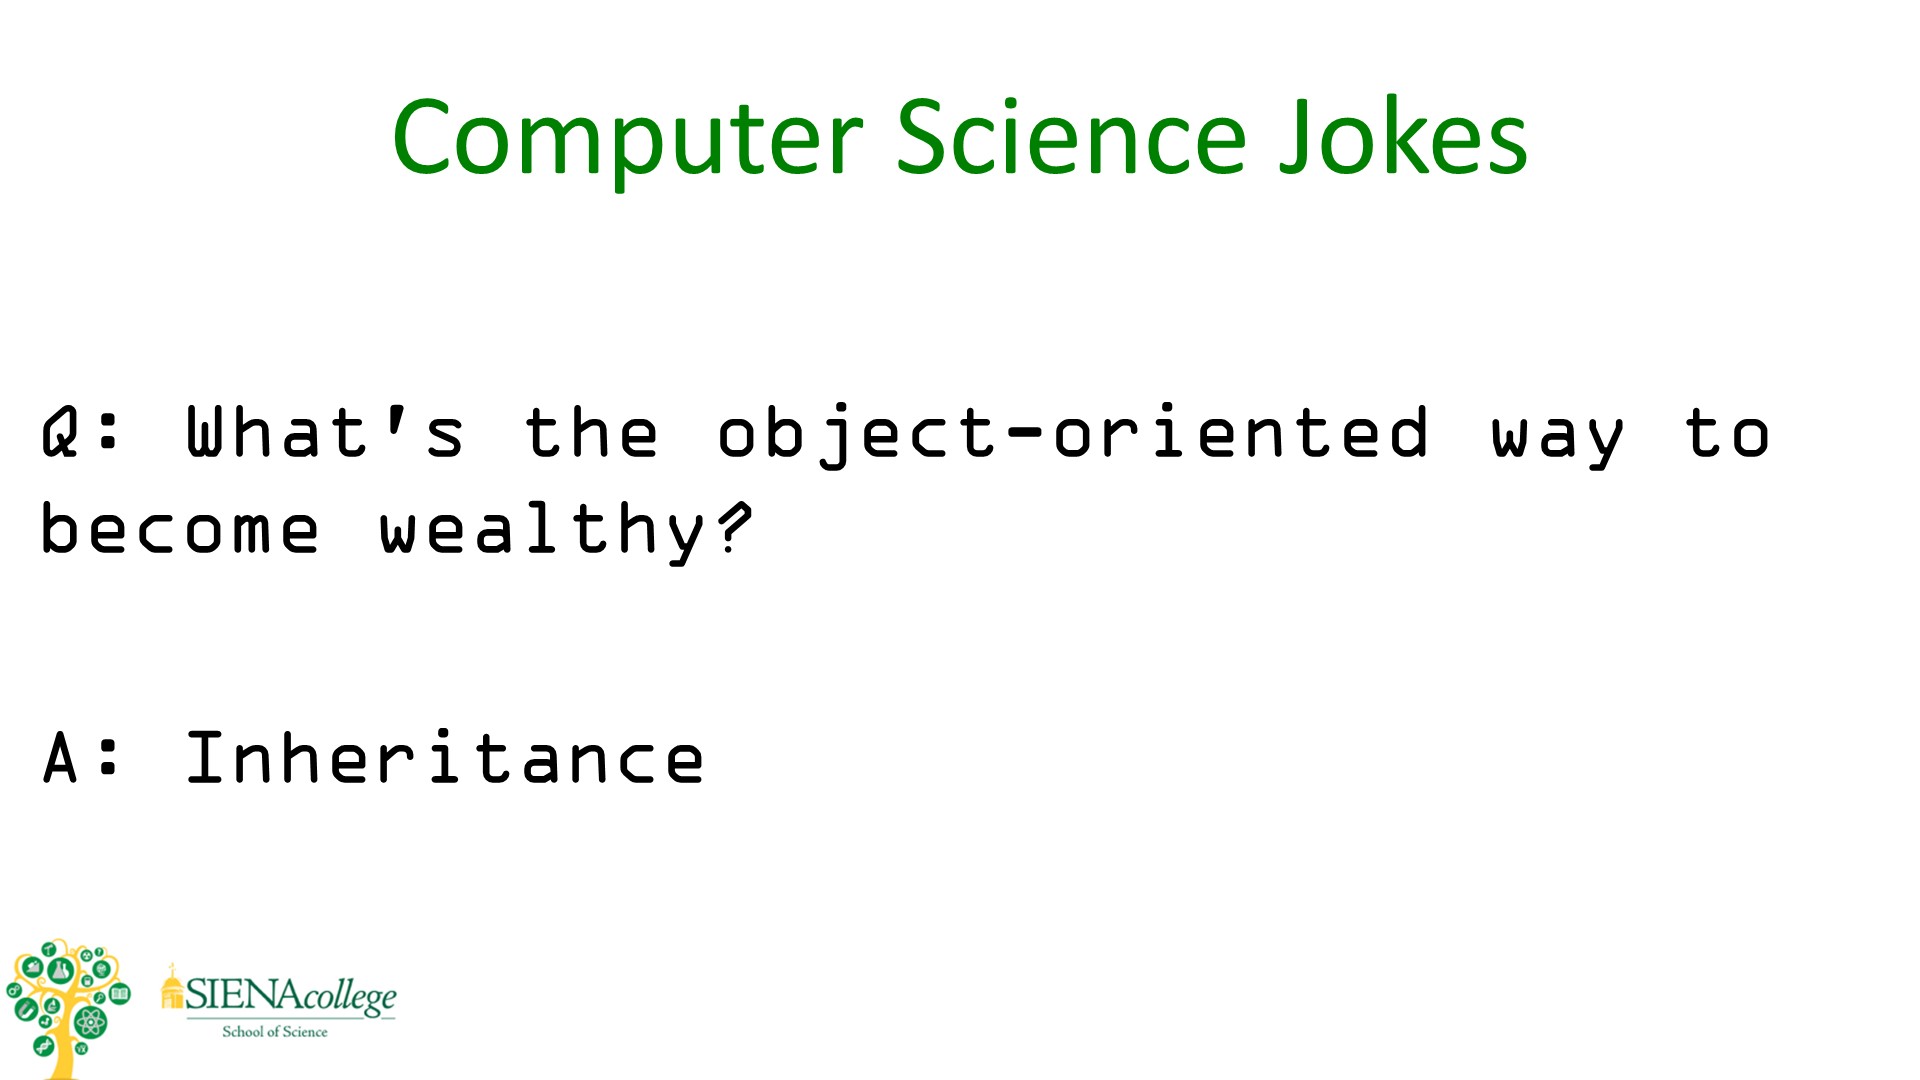 Computer Science Jokes
Q: What's the object-oriented way to
become wealthy?
A: Inheritance
SIENAcollege
School of Science